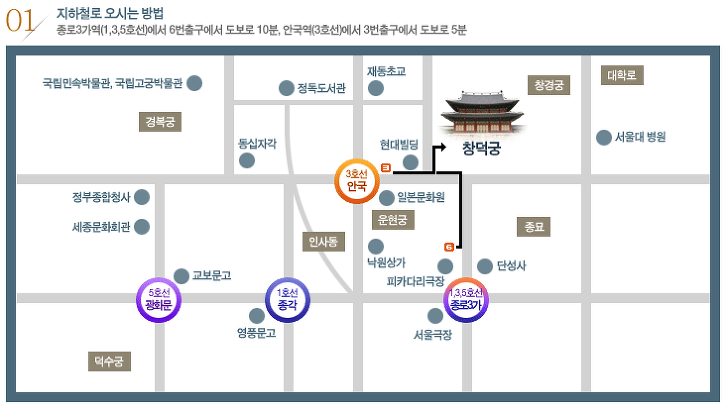 01
지하철로 오시는 방법
종로3가역(1,3,5호선)에서 6번출구에서 도보로 10분, 안국역(3호선)에서 3번출구에서 도보로 5분
국립민속박물관, 국립고궁박물관
정독도서관
재동초교
창경궁
대학로
경복궁
동십자각
현대빌딩
창덕궁
서울대 병원
3호선
안국
3
정부종합청사
일본문화원
세종문화회관
운현궁
종묘
인사동
6
낙원상가
피카다리극장
단성사
교보문고
5호선
광화문
1호선
종각
1,3,5호선
종로3가
영풍문고
서울극장
덕수궁